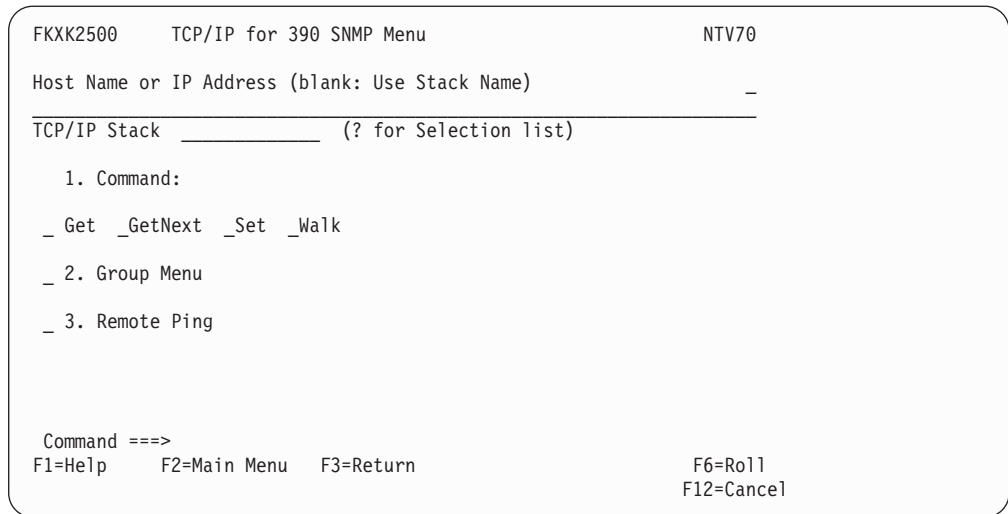 FKXK2500 TCP/IP for 390 SNMP Menu NTV70
Host Name or IP Address (blank: Use Stack Name) _
____________________________________________________________________
TCP/IP Stack _____________ (? for Selection list)
1. Command:
_ Get _GetNext _Set _Walk
_ 2. Group Menu
_ 3. Remote Ping
Command ===>
F1=Help F2=Main Menu F3=Return F6=Roll
F12=Cancel